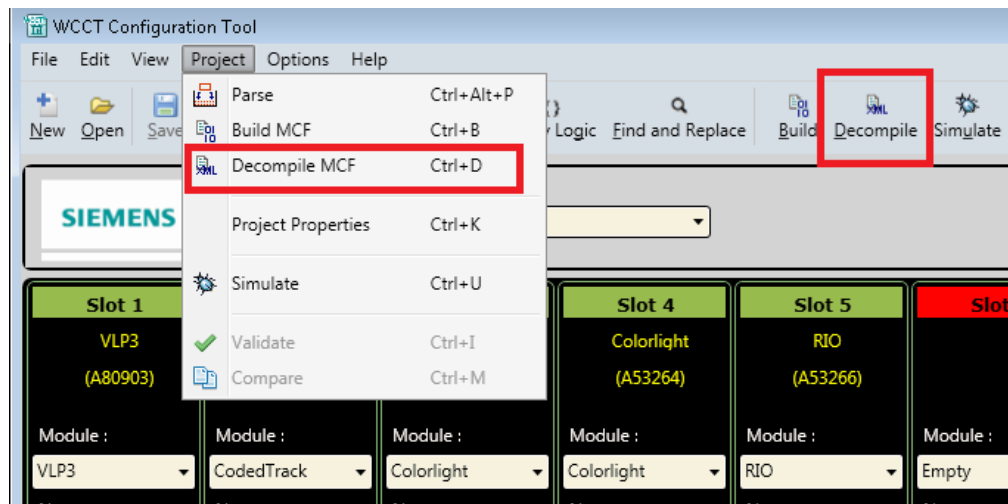 WCCT Configuration Tool
File Edit View Project Options Help
Parse Ctrl+Alt+P
Build MCF Ctrl+B
Decompile MCF Ctrl+D
Project Properties Ctrl+K
Simulate Ctrl+U
Validate Ctrl+I
Compare Ctrl+M
New Open Save Logic Find and Replace Build Decompile Simulate
SIEMENS
Slot 1 Slot 4 Slot 5 Slot
VLP3 Colorlight RIO
(A80903) (A53264) (A53266)
Module : Module : Module : Module : Module : Module :
VLP3 CodedTrack Colorlight Colorlight RIO Empty